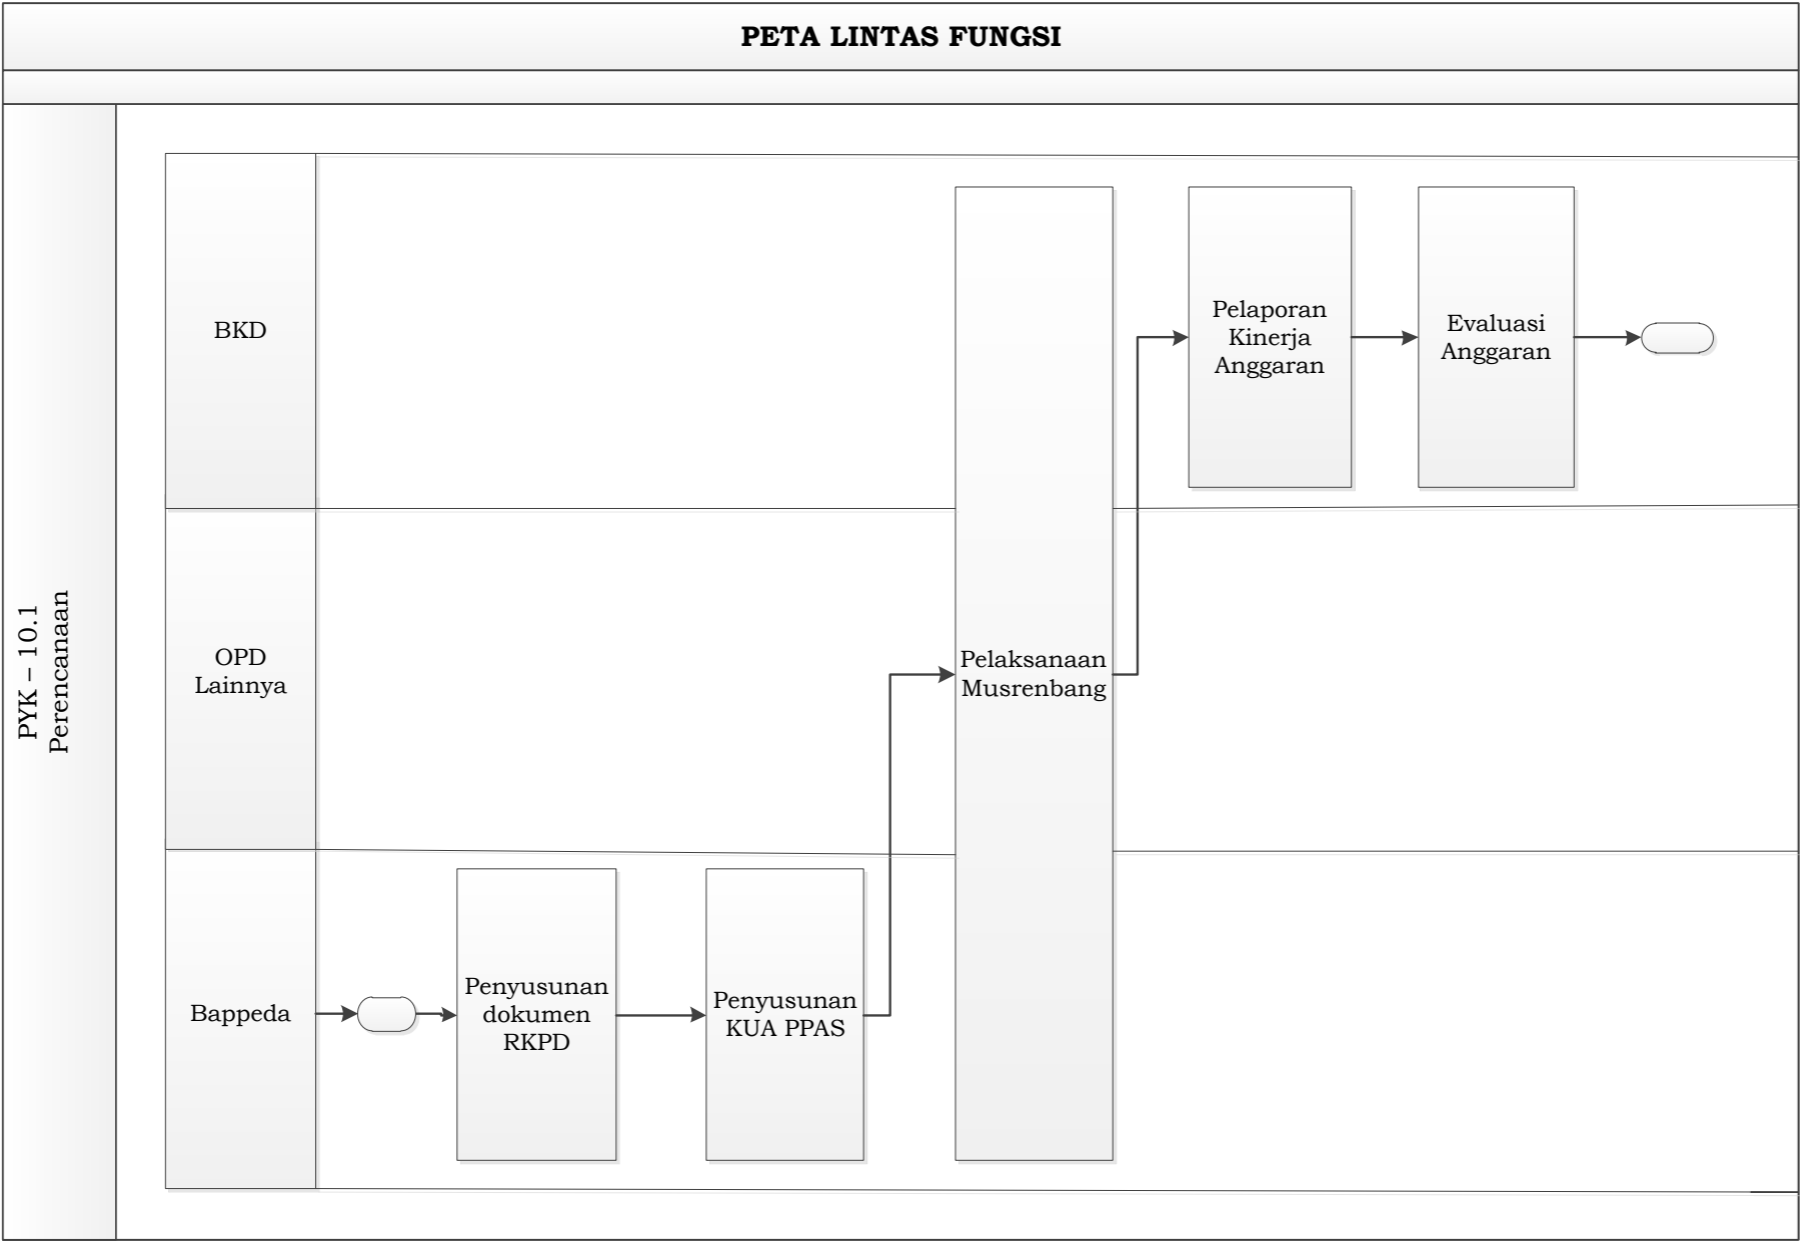 PETA LINTAS FUNGSI
PYK – 10.1
Perencanaan
BKD
Pelaporan
Kinerja
Anggaran
Evaluasi
Anggaran
OPD
Lainnya
Pelaksanaan
Musrenbang
Bappeda
Penyusunan
dokumen
RKPD
Penyusunan
KUA PPAS